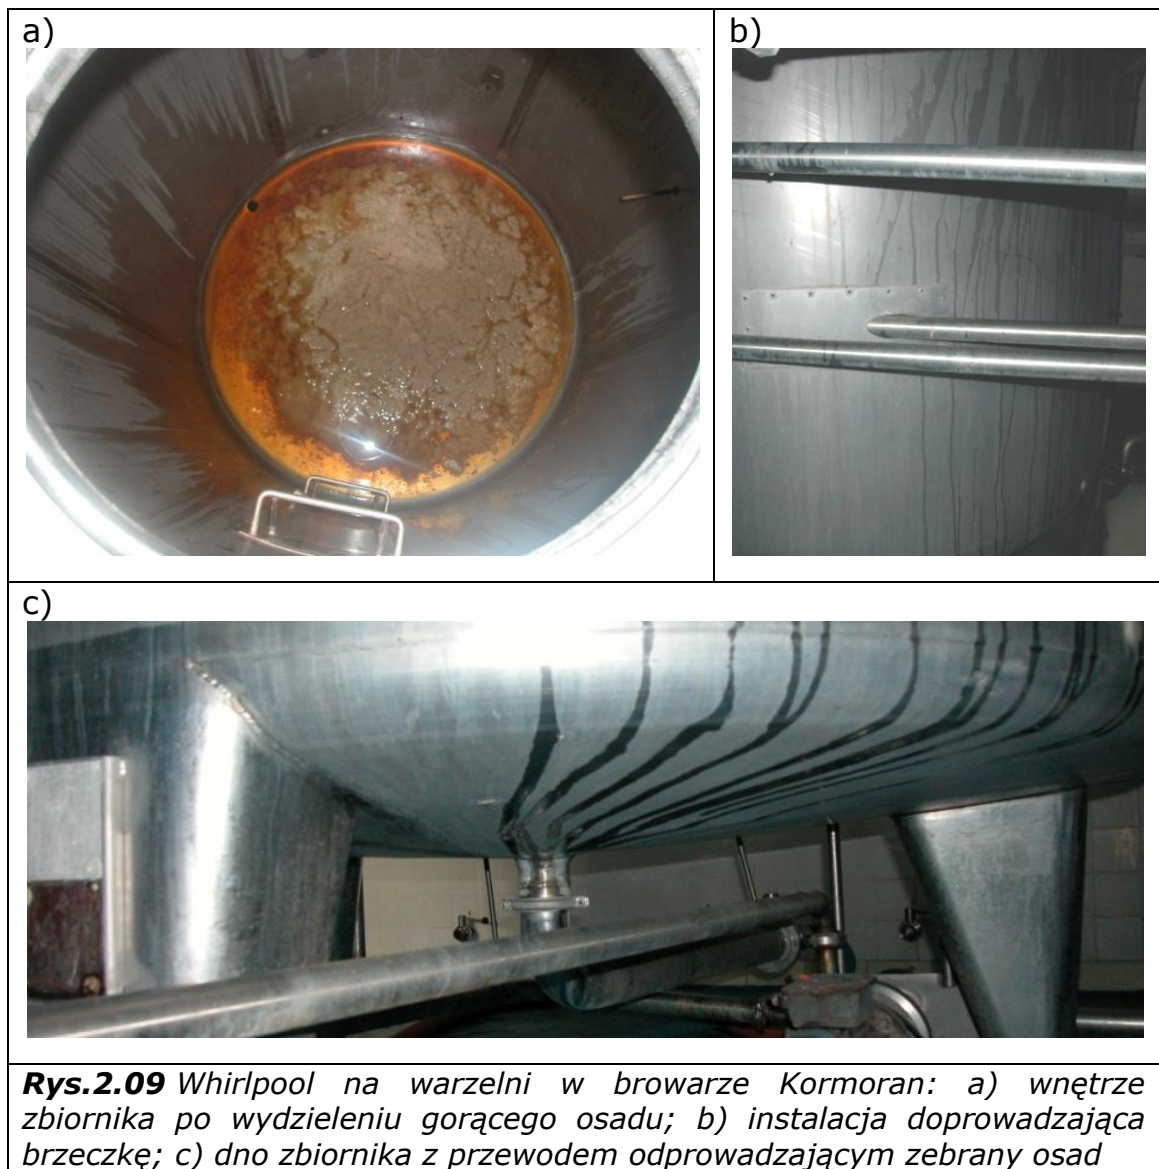 a)
b)
c)
Rys.2.09 Whirlpool na warzelni w browarze Kormoran: a) wnętrze
zbiornika po wydzieleniu gorącego osadu; b) instalacja doprowadzająca
brzeczkę; c) dno zbiornika z przewodem odprowadzającym zebrany osad